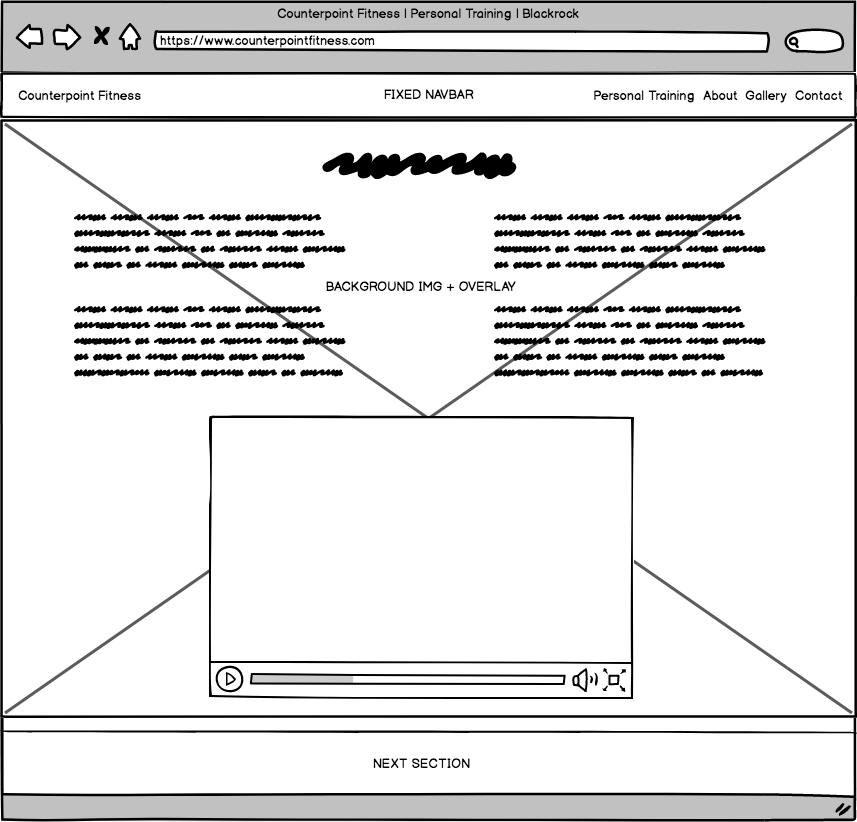 Counterpoint Fitness | Personal Training | Blackrock
https://www.counterpointfitness.com
Counterpoint Fitness FIXED NAVBAR Personal Training About Gallery Contact
BACKGROUND IMG + OVERLAY
NEXT SECTION